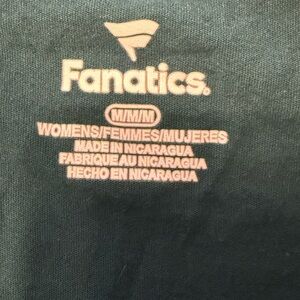 Fanatics.
M/M/M
WOMENS/FEMMES/MUJERES
MADE IN NICARAGUA
FABRIQUE AU NICARAGUA
HECHO EN NICARAGUA